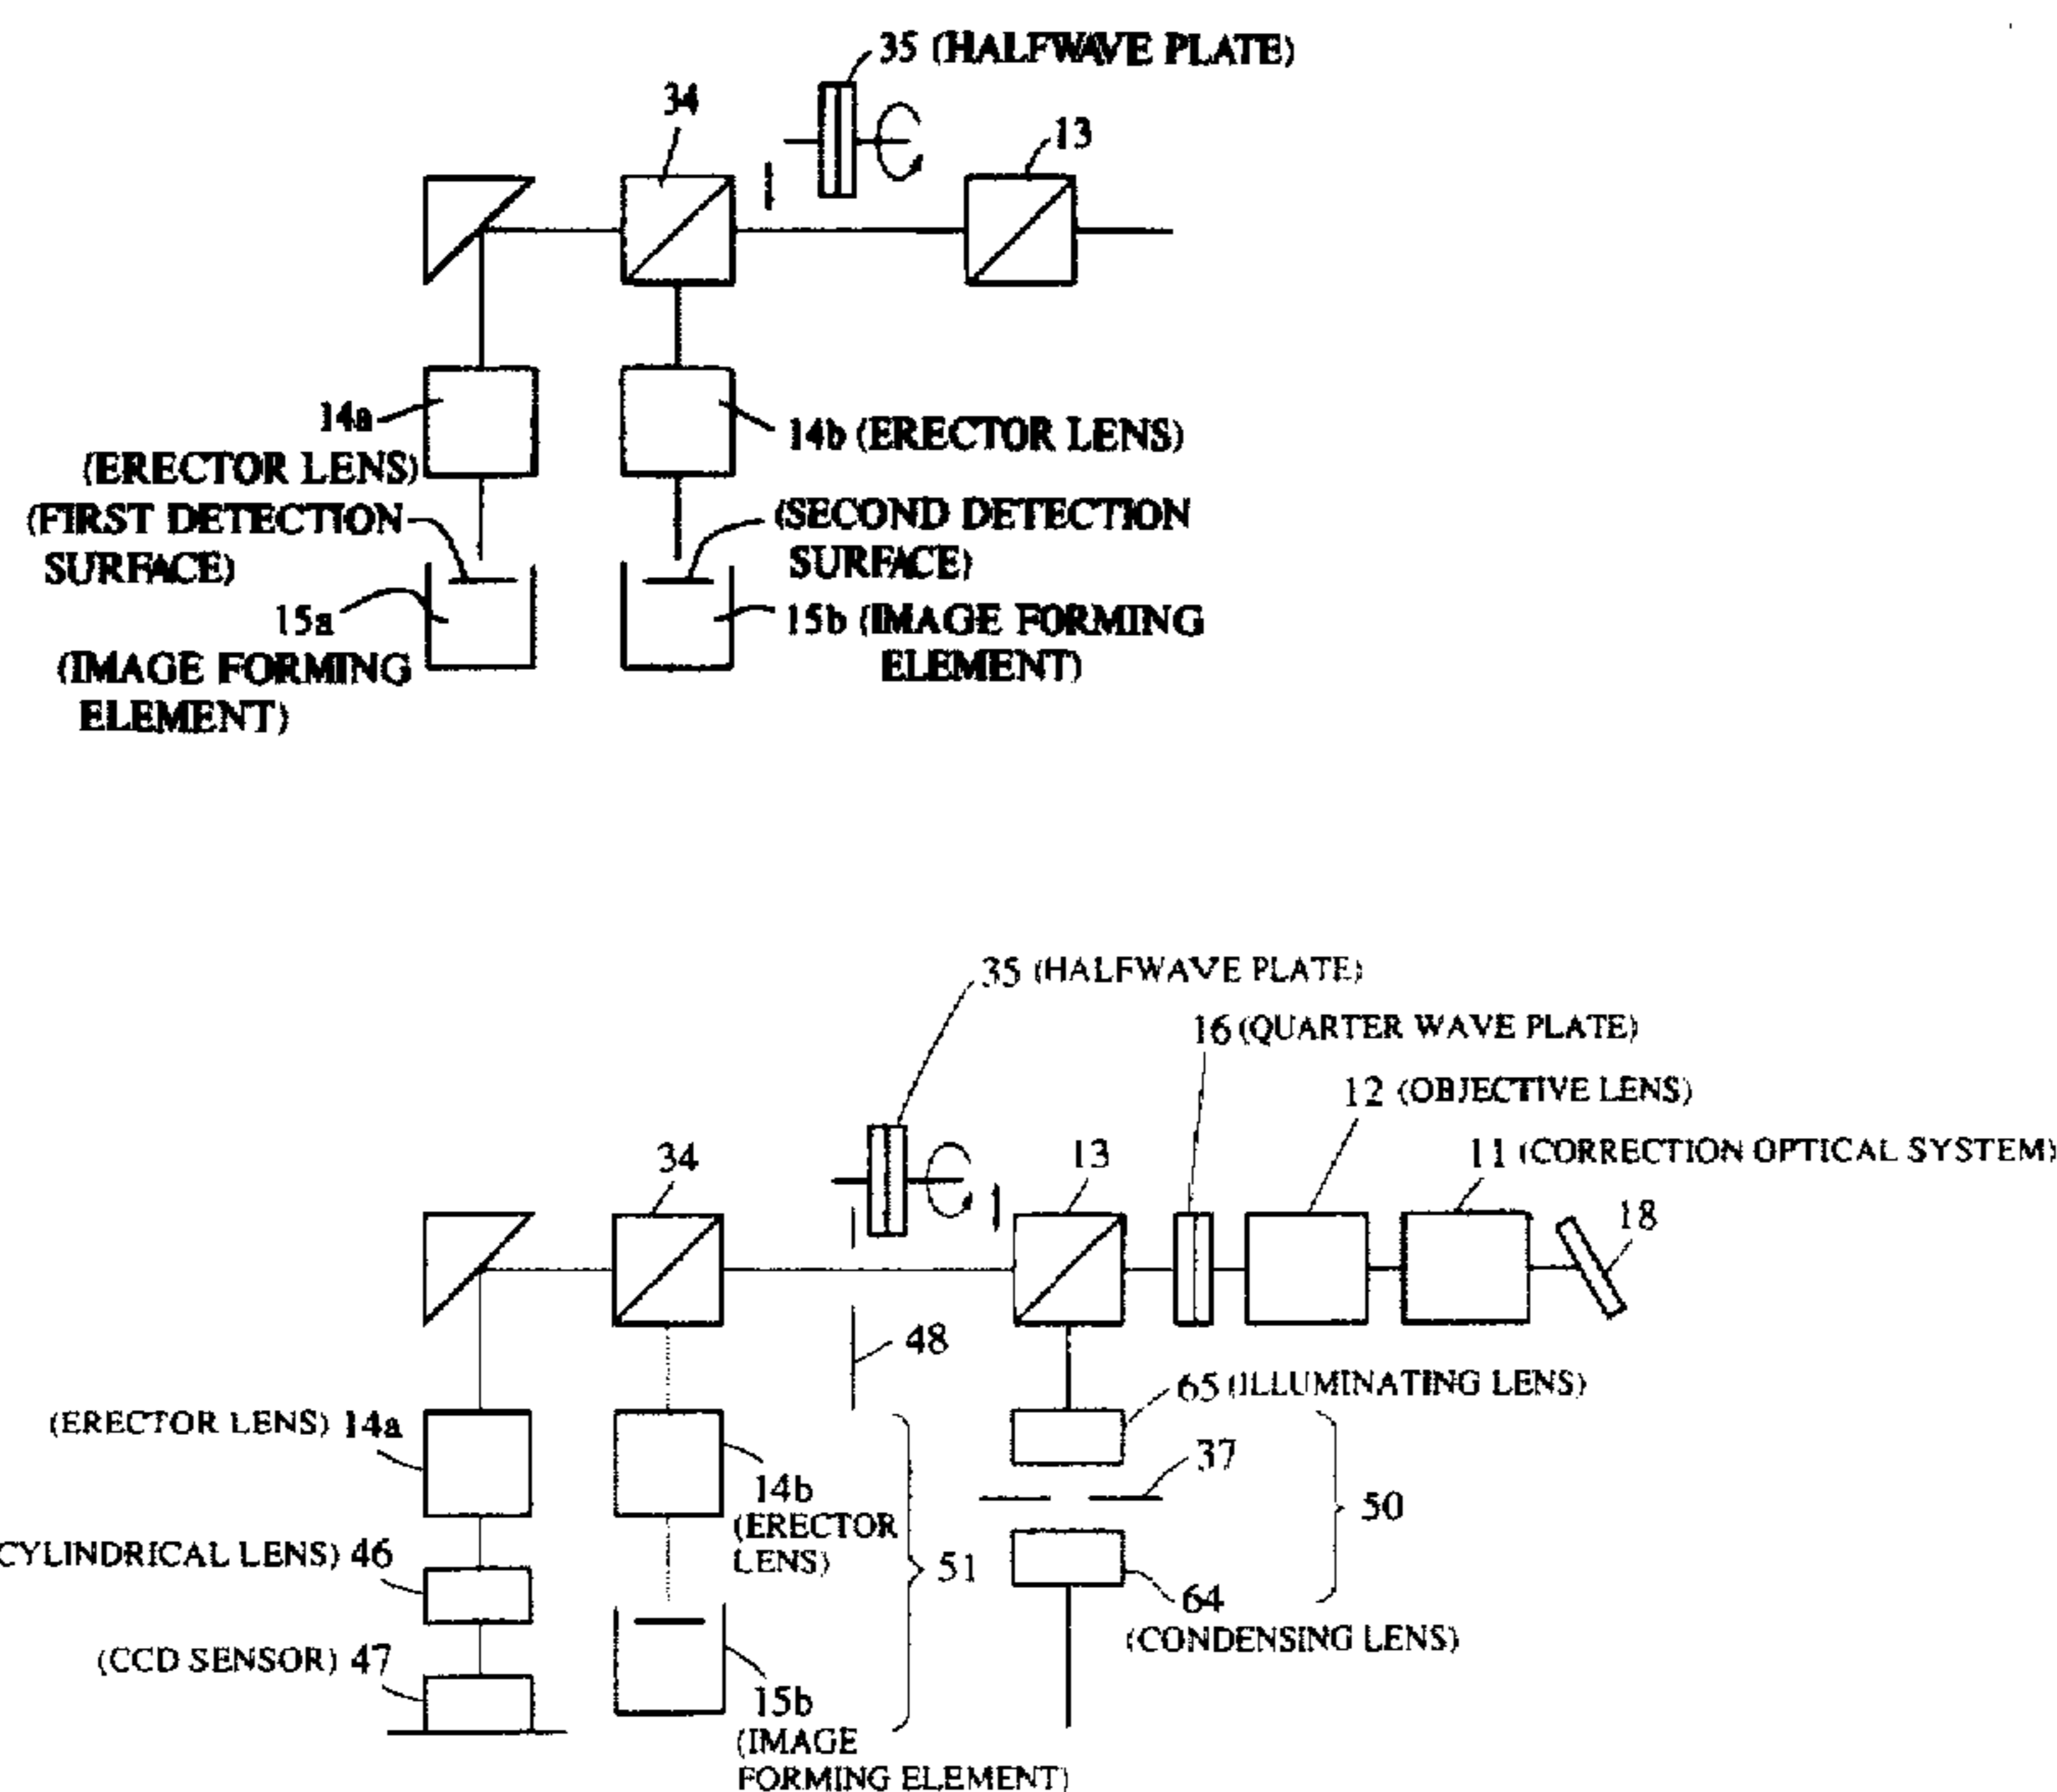 35 (HALFWAVE PLATE)
34
13
14a
(ERECTOR LENS)
14b (ERECTOR LENS)
(FIRST DETECTION
SURFACE)
(SECOND DETECTION
SURFACE)
15a
(IMAGE FORMING
ELEMENT)
15b (IMAGE FORMING
ELEMENT)
35 (HALFWAVE PLATE)
16 (QUARTER WAVE PLATE)
12 (OBJECTIVE LENS)
34
13
11 (CORRECTION OPTICAL SYSTEM)
18
48
65 (ILLUMINATING LENS)
(ERECTOR LENS) 14a
37
14b
(ERECTOR
LENS)
50
CYLINDRICAL LENS) 46
51
64
(CONDENSING LENS)
(CCD SENSOR) 47
15b
(IMAGE
FORMING ELEMENT)